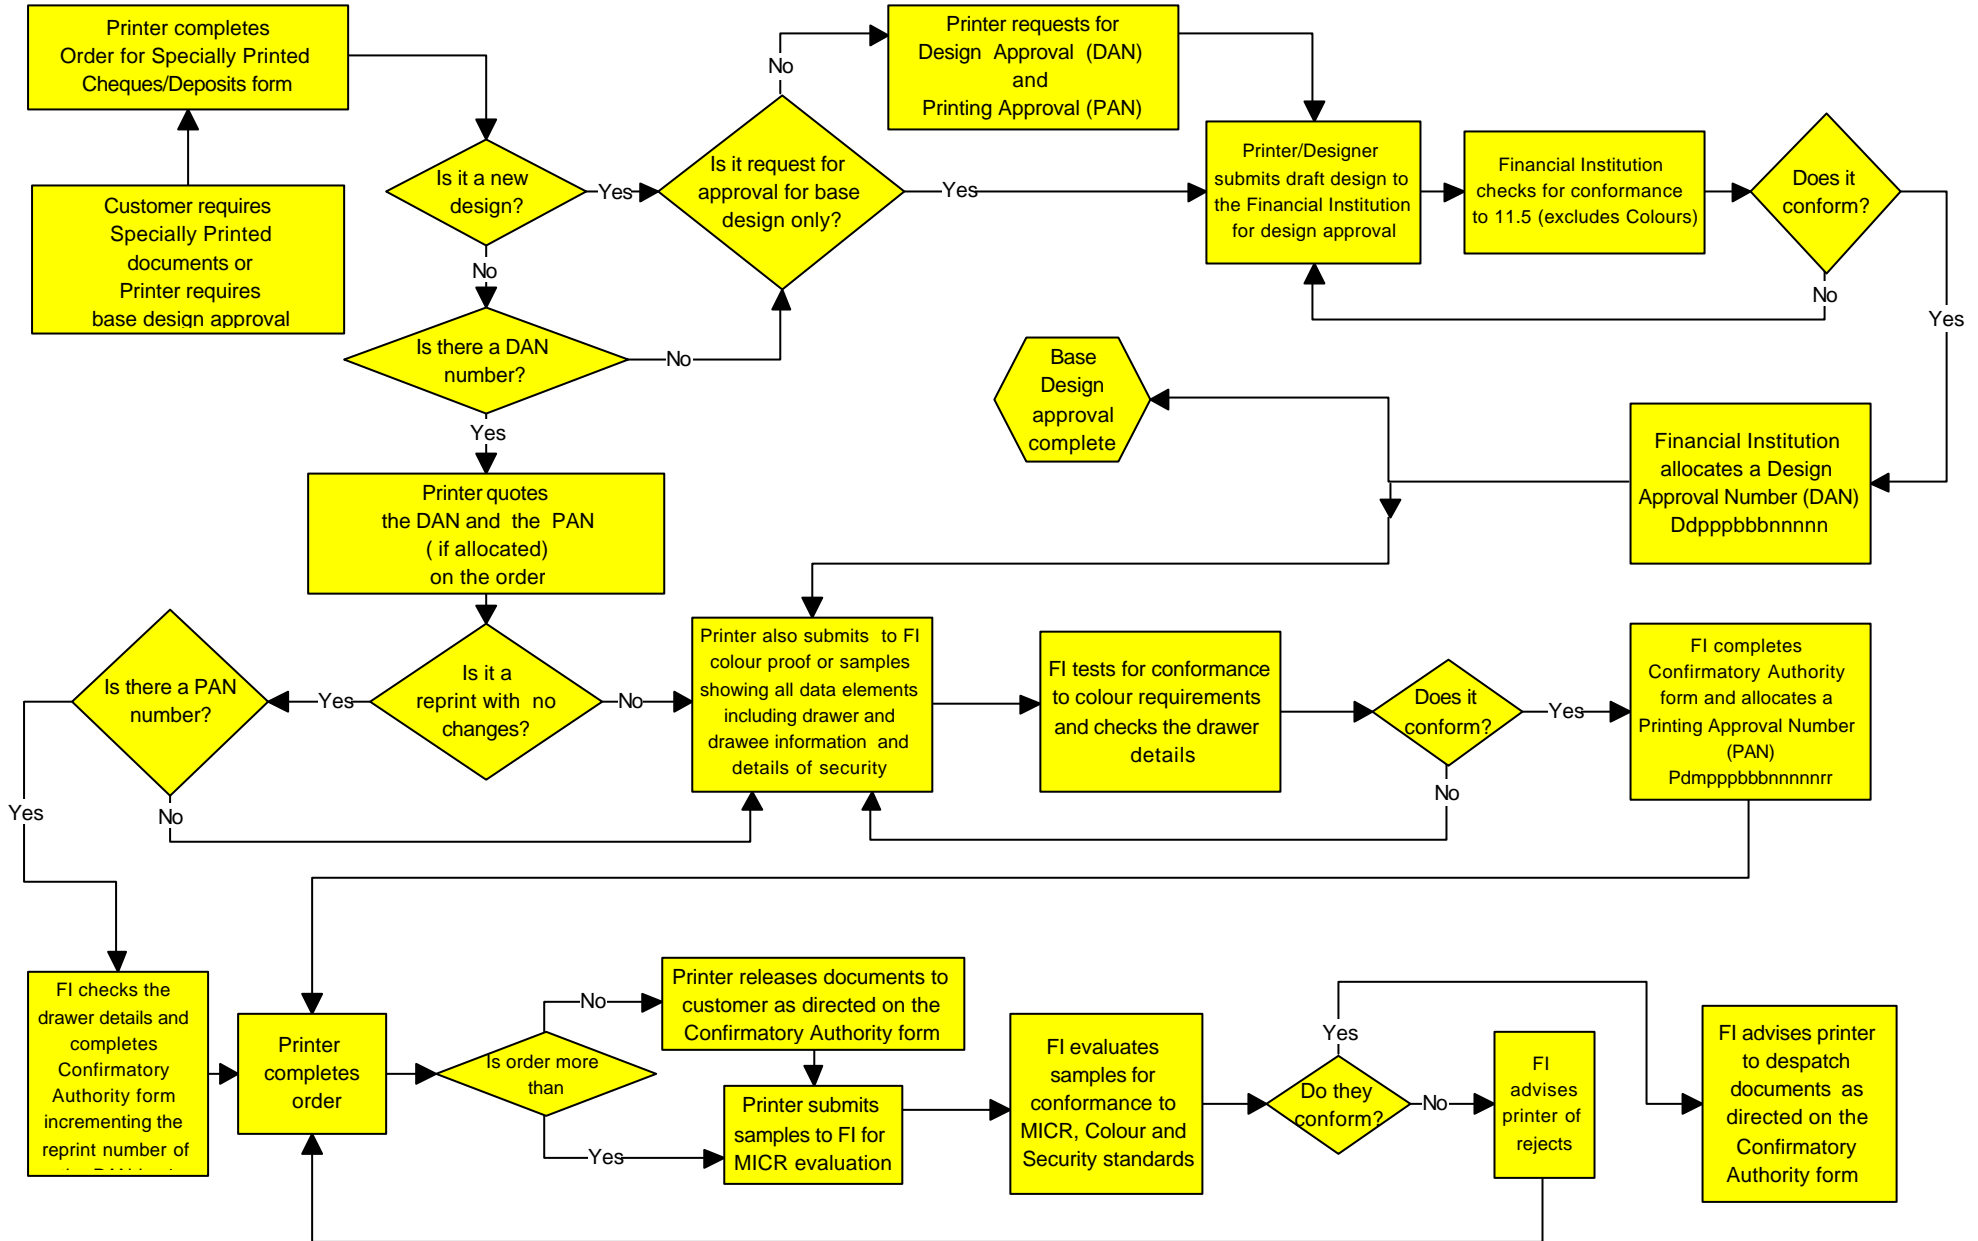 Printer completes
Order for Specially Printed
Cheques/Deposits form
Customer requires
Specially Printed
documents or
Printer requires
base design approval
Is it a new
design?
Yes
No
Is it request for
approval for base
design only?
No
Yes
Printer requests for
Design Approval (DAN)
and
Printing Approval (PAN)
Printer/Designer
submits draft design to
the Financial Institution
for design approval
Financial Institution
checks for conformance
to 11.5 (excludes Colours)
Does it
conform?
No
Yes
Is there a DAN
number?
No
Yes
Base
Design
approval
complete
Financial Institution
allocates a Design
Approval Number (DAN)
Ddpppbbbnnnnn
Printer quotes
the DAN and the PAN
( if allocated)
on the order
Is there a PAN
number?
Yes
No
Is it a
reprint with no
changes?
Yes
No
Printer also submits to FI
colour proof or samples
showing all data elements
including drawer and
drawee information and
details of security
FI tests for conformance
to colour requirements
and checks the drawer
details
Does it
conform?
Yes
No
FI completes
Confirmatory Authority
form and allocates a
Printing Approval Number
(PAN)
Pdmpppbbbnnnnnrr
FI checks the
drawer details and
completes
Confirmatory
Authority form
incrementing the
reprint number of
Printer
completes
order
Is order more
than
No
Yes
Printer releases documents to
customer as directed on the
Confirmatory Authority form
Printer submits
samples to FI for
MICR evaluation
FI evaluates
samples for
conformance to
MICR, Colour and
Security standards
Do they
conform?
Yes
No
FI
advises
printer of
rejects
FI advises printer
to despatch
documents as
directed on the
Confirmatory
Authority form